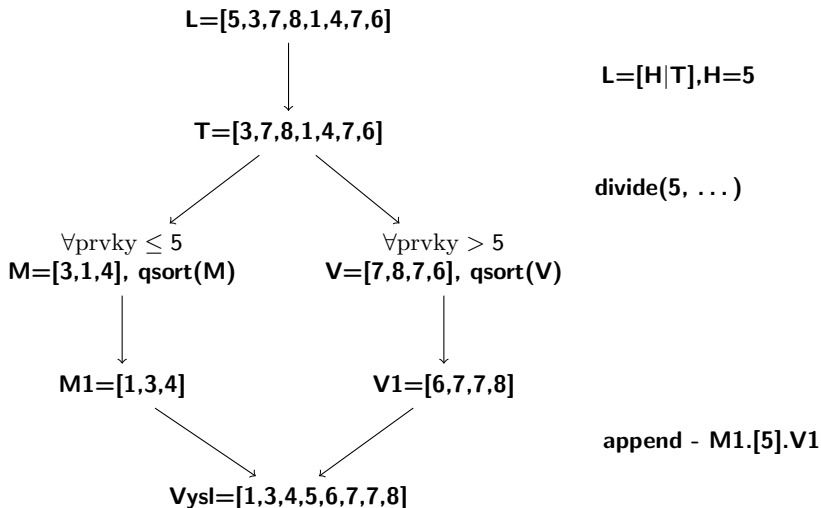 L=[5,3,7,8,1,4,7,6]
L=[H|T],H=5
T=[3,7,8,1,4,7,6]
divide(5, ...)
∀prvky ≤ 5
∀prvky > 5
M=[3,1,4], qsort(M)
V=[7,8,7,6], qsort(V)
M1=[1,3,4]
V1=[6,7,7,8]
append - M1.[5].V1
Vysl=[1,3,4,5,6,7,7,8]